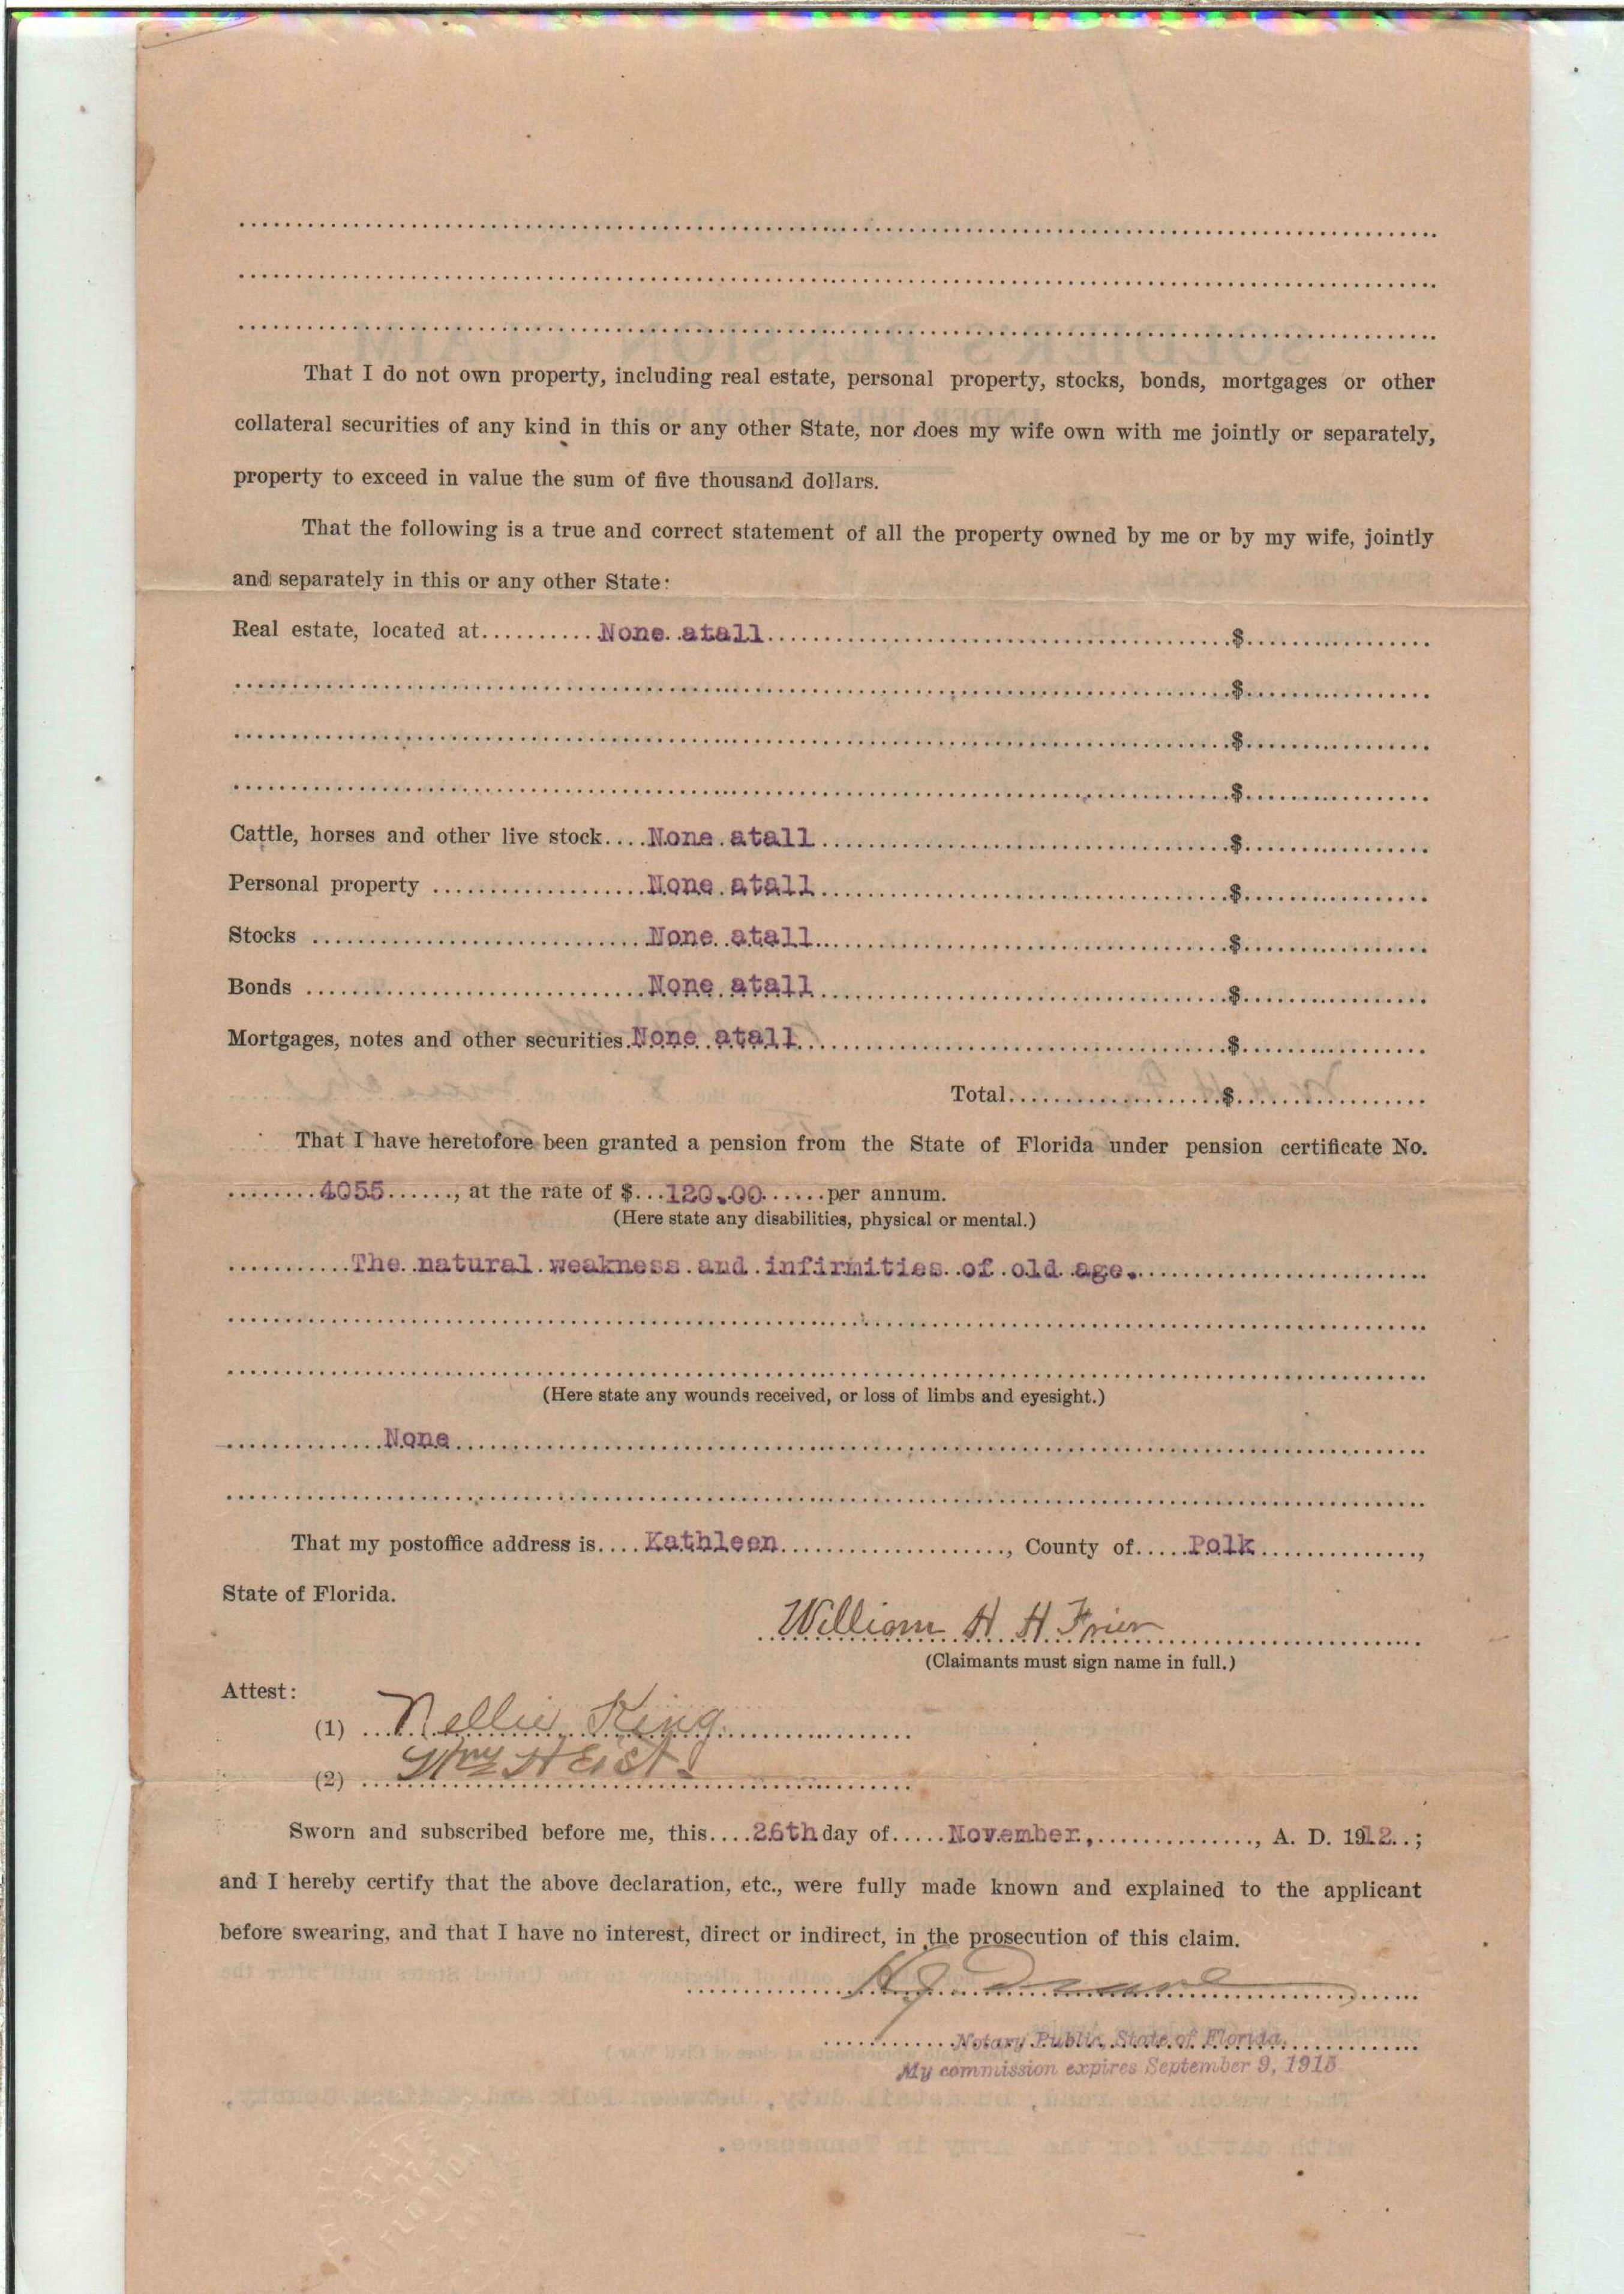 That I do not own property, including real estate, personal property, stocks, bonds, mortgages or other
collateral securities of any kind in this or any other State, nor does my wife own with me jointly or separately,
property to exceed in value the sum of five thousand dollars.
That the following is a true and correct statement of all the property owned by me or by my wife, jointly
and separately in this or any other State:
Real estate, located at..........None atall..........$..........
..........$..........
..........$..........
..........$..........
Cattle, horses and other live stock....None atall..........$..........
Personal property ..........None atall..........$..........
Stocks ..........None atall..........$..........
Bonds ..........None atall..........$..........
Mortgages, notes and other securities.None atall..........$..........
Total..........$..........
That I have heretofore been granted a pension from the State of Florida under pension certificate No.
........4055......, at the rate of $...120.00......per annum.
(Here state any disabilities, physical or mental.)
..........The natural weakness and infirmities of old age...........
(Here state any wounds received, or loss of limbs and eyesight.)
..........None..........
That my postoffice address is....Kathleen.........., County of.....Polk..........,
State of Florida.
William H H Frier
(Claimants must sign name in full.)
Attest:
(1) Nellie King
(2)
Sworn and subscribed before me, this....26th day of.....November,.........., A. D. 1912..;
and I hereby certify that the above declaration, etc., were fully made known and explained to the applicant
before swearing, and that I have no interest, direct or indirect, in the prosecution of this claim.
Notary Public, State of Florida.
My commission expires September 9, 1915